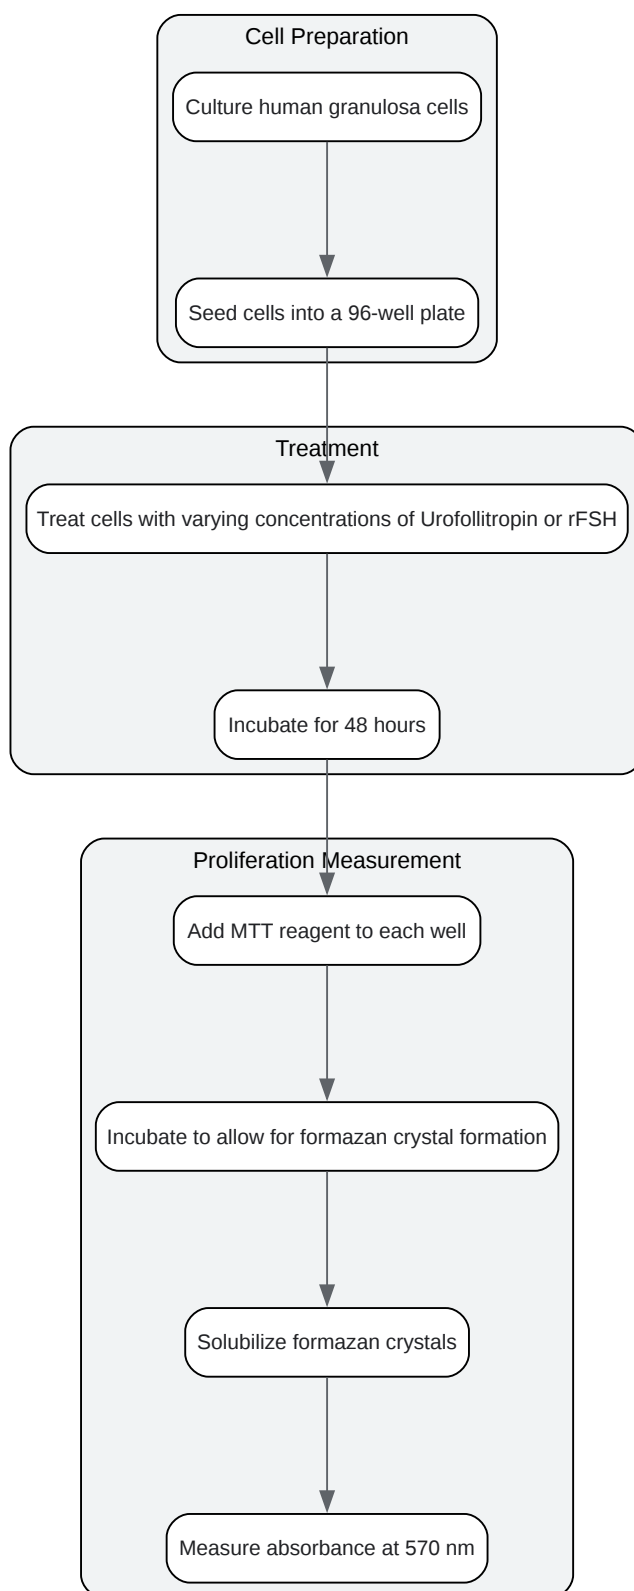 Cell Preparation
Culture human granulosa cells
Seed cells into a 96-well plate
Treatment
Treat cells with varying concentrations of Urofollitropin or rFSH
Incubate for 48 hours
Proliferation Measurement
Add MTT reagent to each well
Incubate to allow for formazan crystal formation
Solubilize formazan crystals
Measure absorbance at 570 nm